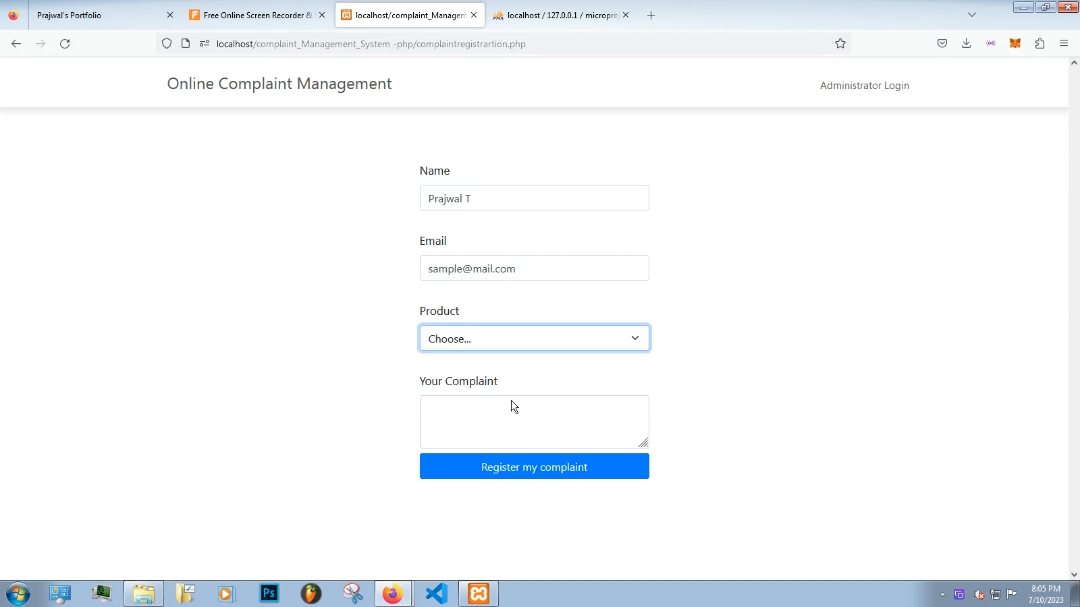 Prajwal's Portfolio
Free Online Screen Recorder &
localhost/complaint_Managem
localhost / 127.0.0.1 / micropro
localhost/complaint_Management_System -php/complaintregistrartion.php
Online Complaint Management
Administrator Login
Name
Prajwal T
Email
sample@mail.com
Product
Choose...
Your Complaint
Register my complaint
Ps
8:05 PM
7/10/2023